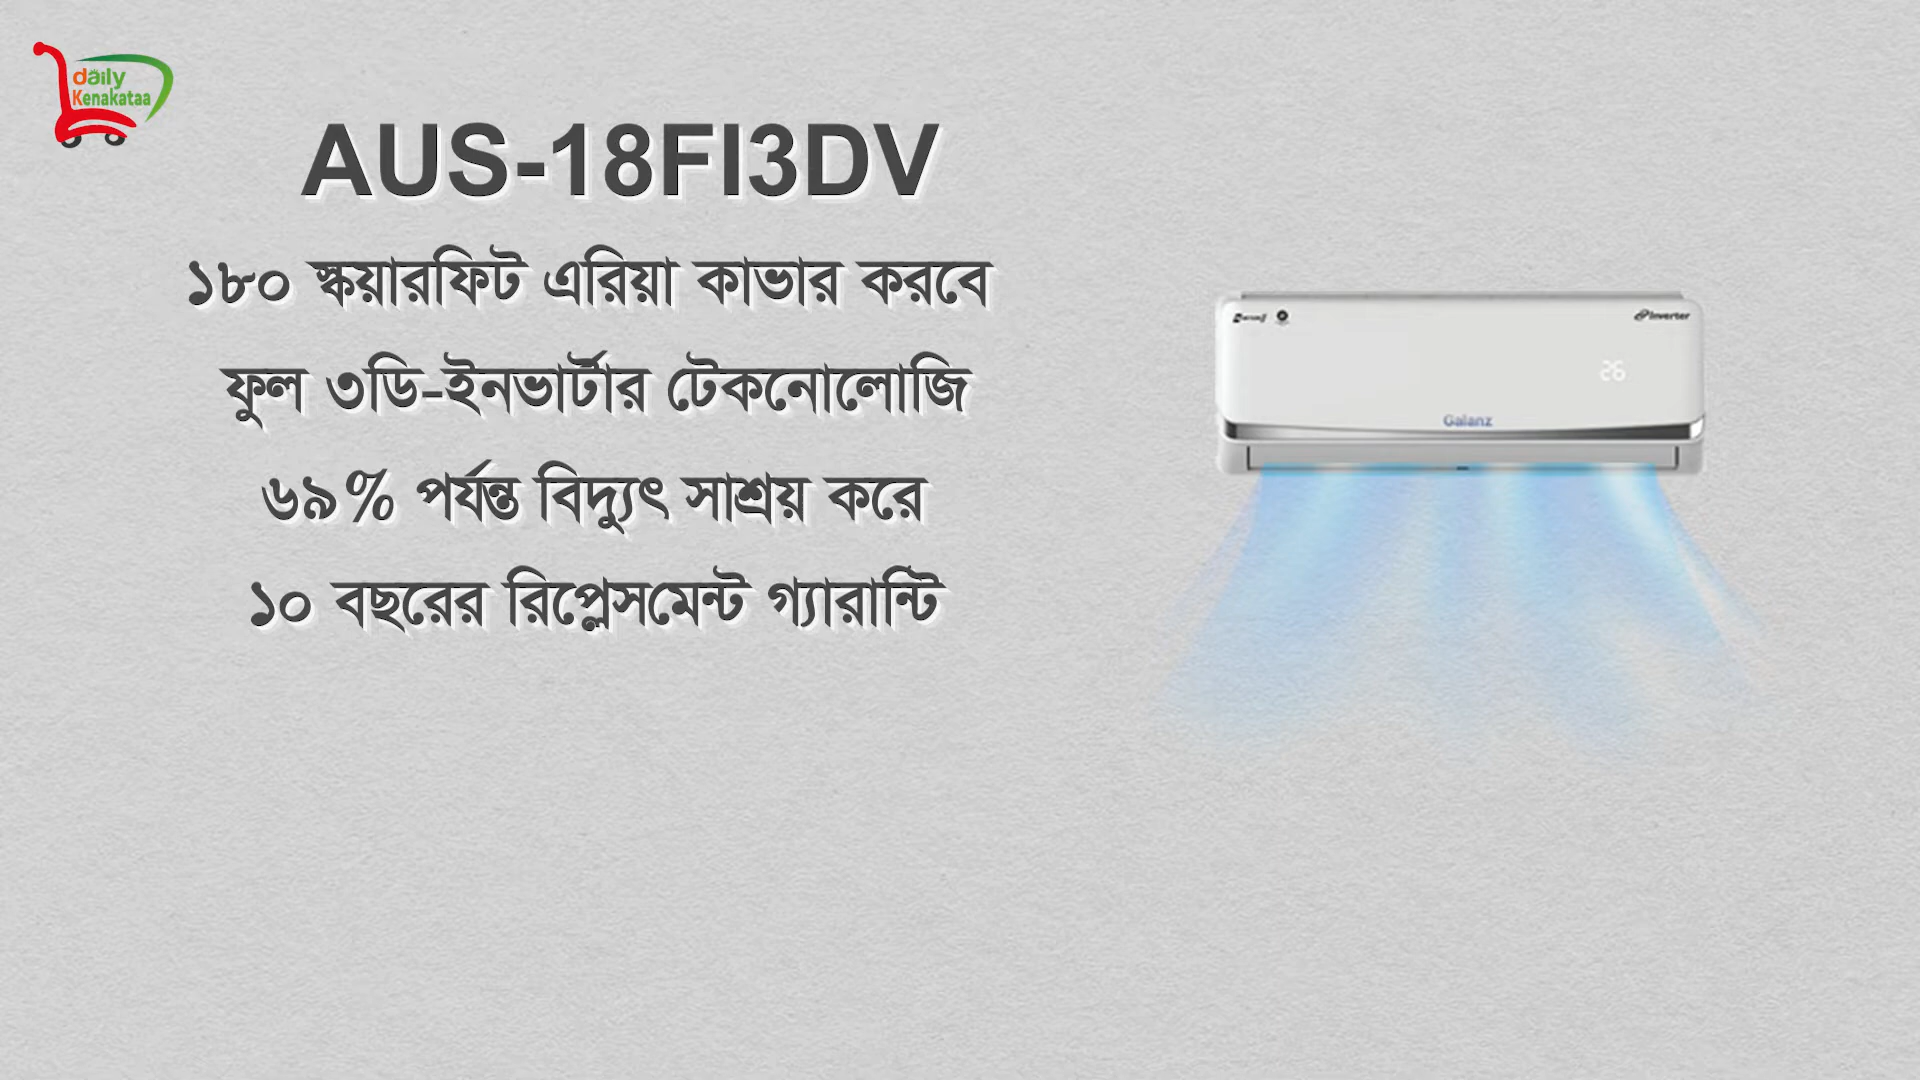 daily
Kenakataa
AUS-18FI3DV
১৮০ স্কয়ারফিট এরিয়া কাভার করবে
ফুল ৩ডি-ইনভার্টার টেকনোলোজি
৬৯% পর্যন্ত বিদ্যুৎ সাশ্রয় করে
১০ বছরের রিপ্লেসমেন্ট গ্যারান্টি
Inverter
26
Galanz